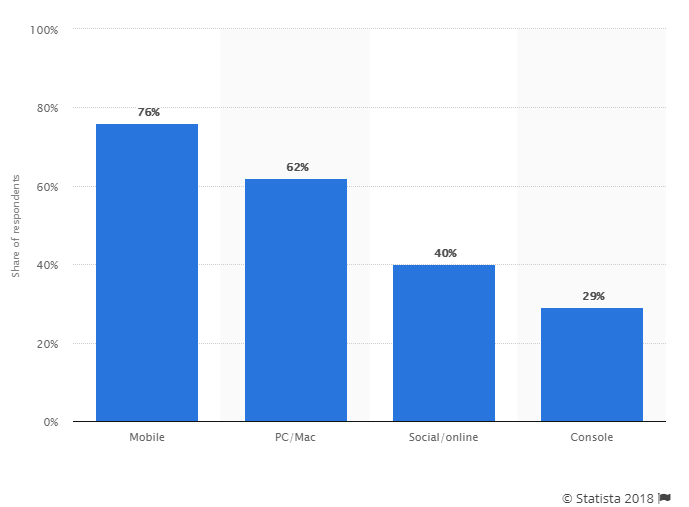 100%
80%
60%
40%
20%
0%
Share of respondents
76%
62%
40%
29%
Mobile
PC/Mac
Social/online
Console
© Statista 2018